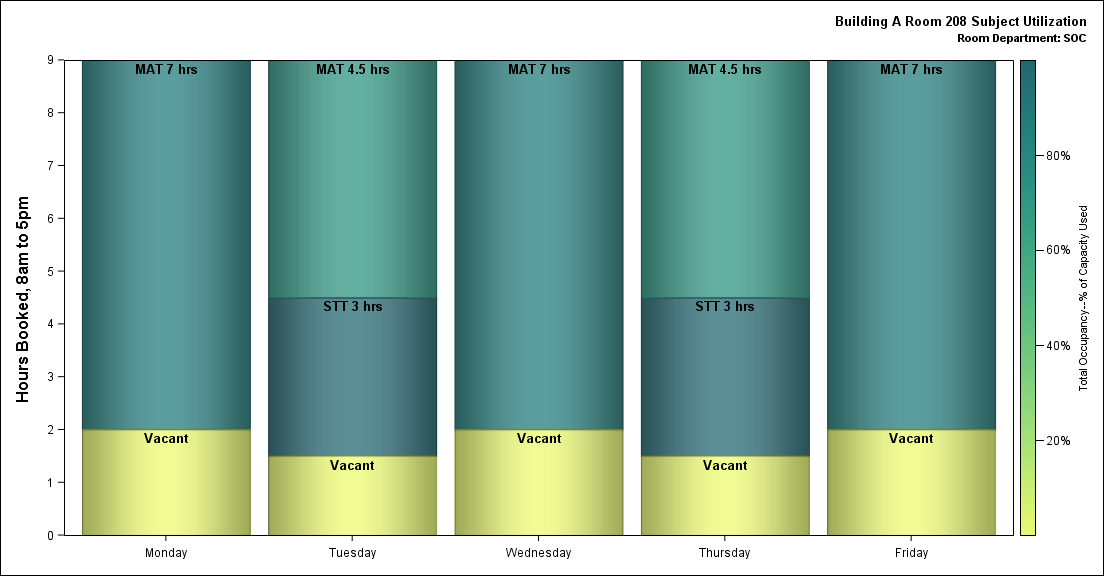 Building A Room 208 Subject Utilization
Room Department: SOC
Hours Booked, 8am to 5pm
9
8
7
6
5
4
3
2
1
0
MAT 7 hrs
Vacant
MAT 4.5 hrs
STT 3 hrs
Vacant
MAT 7 hrs
Vacant
MAT 4.5 hrs
STT 3 hrs
Vacant
MAT 7 hrs
Vacant
Monday
Tuesday
Wednesday
Thursday
Friday
80%
60%
40%
20%
Total Occupancy--% of Capacity Used